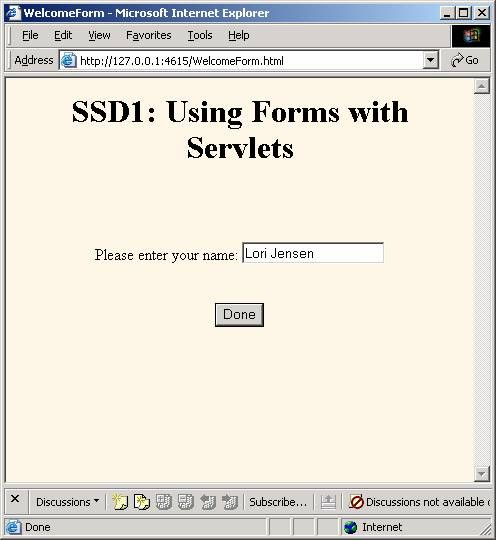 WelcomeForm - Microsoft Internet Explorer
File Edit View Favorites Tools Help
Address http://127.0.0.1:4615/WelcomeForm.html Go
SSD1: Using Forms with
Servlets
Please enter your name: Lori Jensen
Done
Discussions Subscribe... Discussions not available
Done Internet